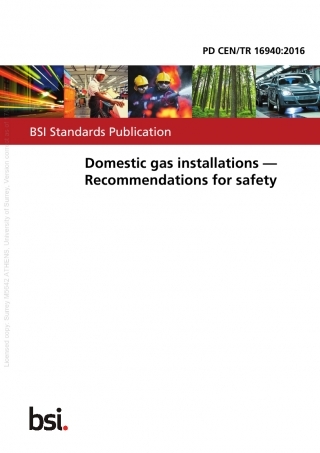 PD CEN/TR 16940:2016
BSI Standards Publication
Domestic gas installations —
Recommendations for safety
bsi.